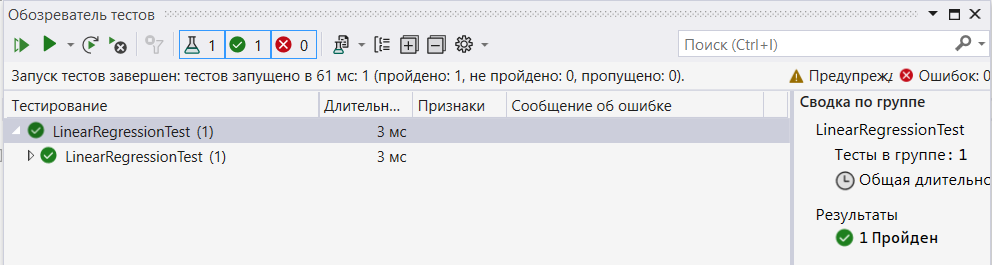 Обозреватель тестов
1 1 0 Поиск (Ctrl+I)
Запуск тестов завершен: тестов запущено в 61 мс: 1 (пройдено: 1, не пройдено: 0, пропущено: 0). Предупрежд Ошибок: 0
Тестирование Длительн... Признаки Сообщение об ошибке
LinearRegressionTest (1) 3 мс
LinearRegressionTest (1) 3 мс
Сводка по группе
LinearRegressionTest
Тесты в группе: 1
Общая длительно
Результаты
1 Пройден